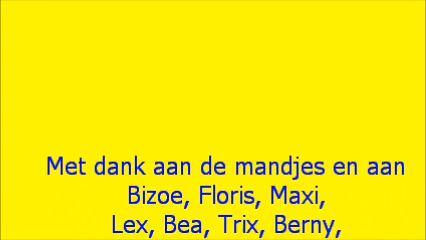 Met dank aan de mandjes en aan
Bizoe, Floris, Maxi,
Lex, Bea, Trix, Berny,